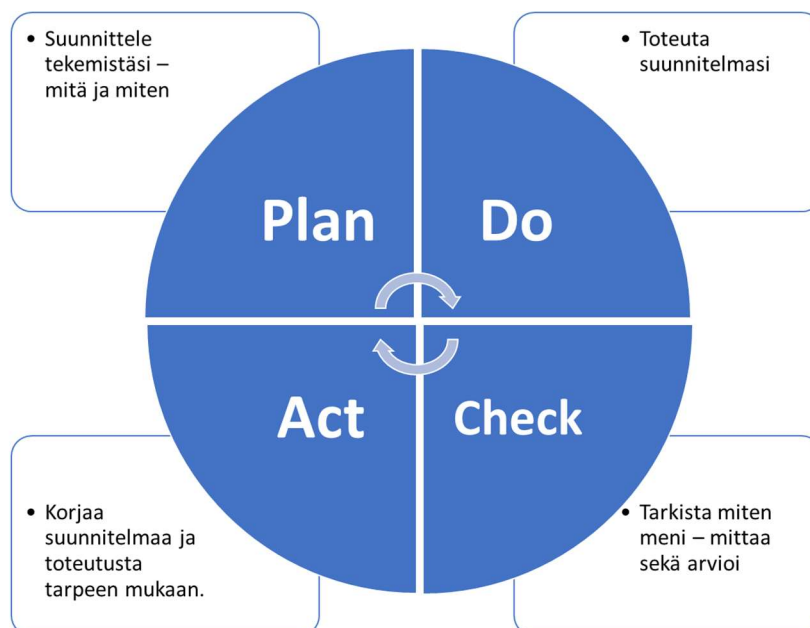 • Suunnittele
tekemistäsi –
mitä ja miten
• Toteuta
suunnitelmasi
Plan
Do
Act
Check
• Korjaa
suunnitelmaa ja
toteutusta
tarpeen mukaan.
• Tarkista miten
meni – mittaa
sekä arvioi